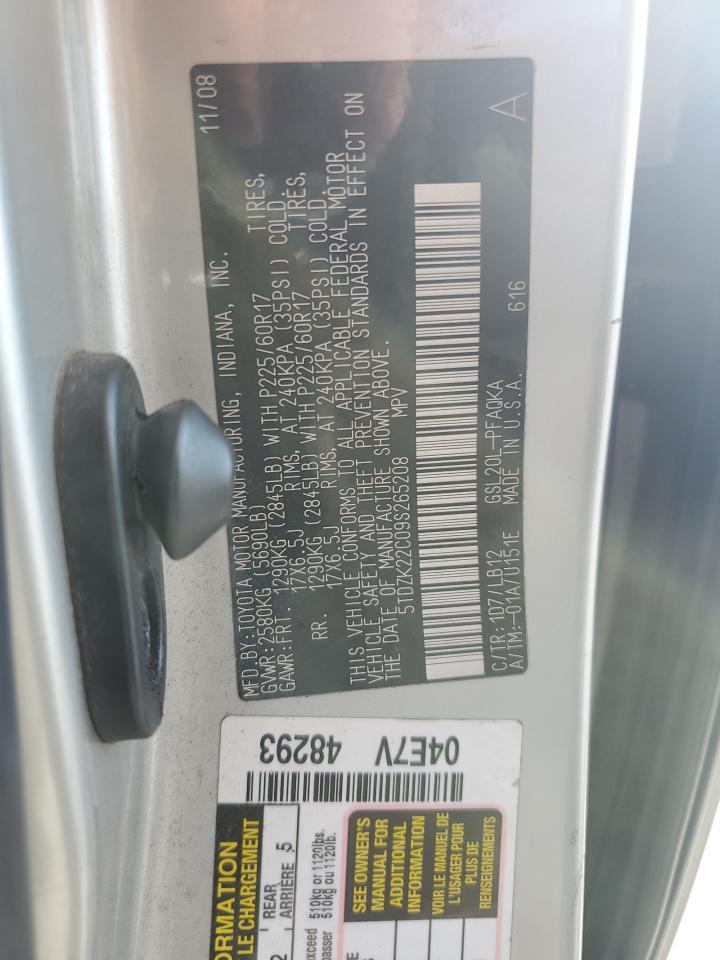 MFD BY:TOYOTA MOTOR MANUFACTURING, INDIANA, INC. 11/08
GVWR:2580KG (5690LB)
GAWR:FRT. 1290KG (2845LB) WITH P225/60R17 TIRES,
17X6.5J RIMS, AT 240KPA (35PSI) COLD.
RR. 1290KG (2845LB) WITH P225/60R17 TIRES,
17X6.5J RIMS, AT 240KPA (35PSI) COLD.
THIS VEHICLE CONFORMS TO ALL APPLICABLE FEDERAL MOTOR
VEHICLE SAFETY AND THEFT PREVENTION STANDARDS IN EFFECT ON
THE DATE OF MANUFACTURE SHOWN ABOVE.
5TDZK22C09S265208 MPV
C/TR:1D7/LB12 GSL20L-PFAQKA
A/TM:-01A/U151E MADE IN U.S.A. 616 A
04E7V 48293
ORMATION
LE CHARGEMENT
2 REAR
ARRIÈRE 5
exceed 510kg or 1120lbs.
passer 510kg ou 1120lb.
SEE OWNER'S
MANUAL FOR
ADDITIONAL
INFORMATION
VOIR LE MANUEL DE
L'USAGER POUR
PLUS DE
RENSEIGNEMENTS